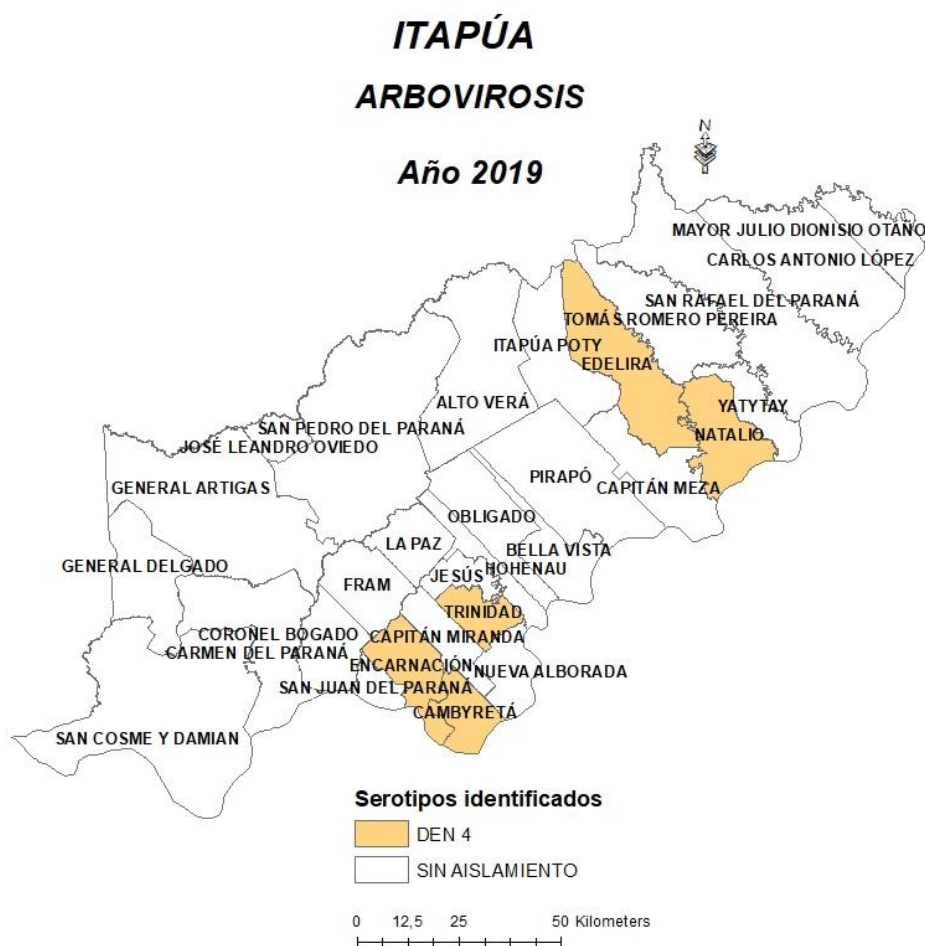 ITAPÚA
ARBOVIROSIS
Año 2019
N
MAYOR JULIO DIONISIO OTAÑO
CARLOS ANTONIO LÓPEZ
SAN RAFAEL DEL PARANÁ
TOMÁS ROMERO PEREIRA
ITAPÚA POTY
EDELIRA
ALTO VERÁ
YATYTAY
SAN PEDRO DEL PARANÁ
NATALIO
JOSÉ LEANDRO OVIEDO
PIRAPÓ
GENERAL ARTIGAS
CAPITÁN MEZA
OBLIGADO
LA PAZ
BELLA VISTA
GENERAL DELGADO
HOHENAU
JESÚS
FRAM
TRINIDAD
CORONEL BOGADO
CAPITÁN MIRANDA
CARMEN DEL PARANÁ
ENCARNACIÓN
NUEVA ALBORADA
SAN JUAN DEL PARANÁ
CAMBYRETÁ
SAN COSME Y DAMIAN
Serotipos identificados
DEN 4
SIN AISLAMIENTO
0 12,5 25 50 Kilometers